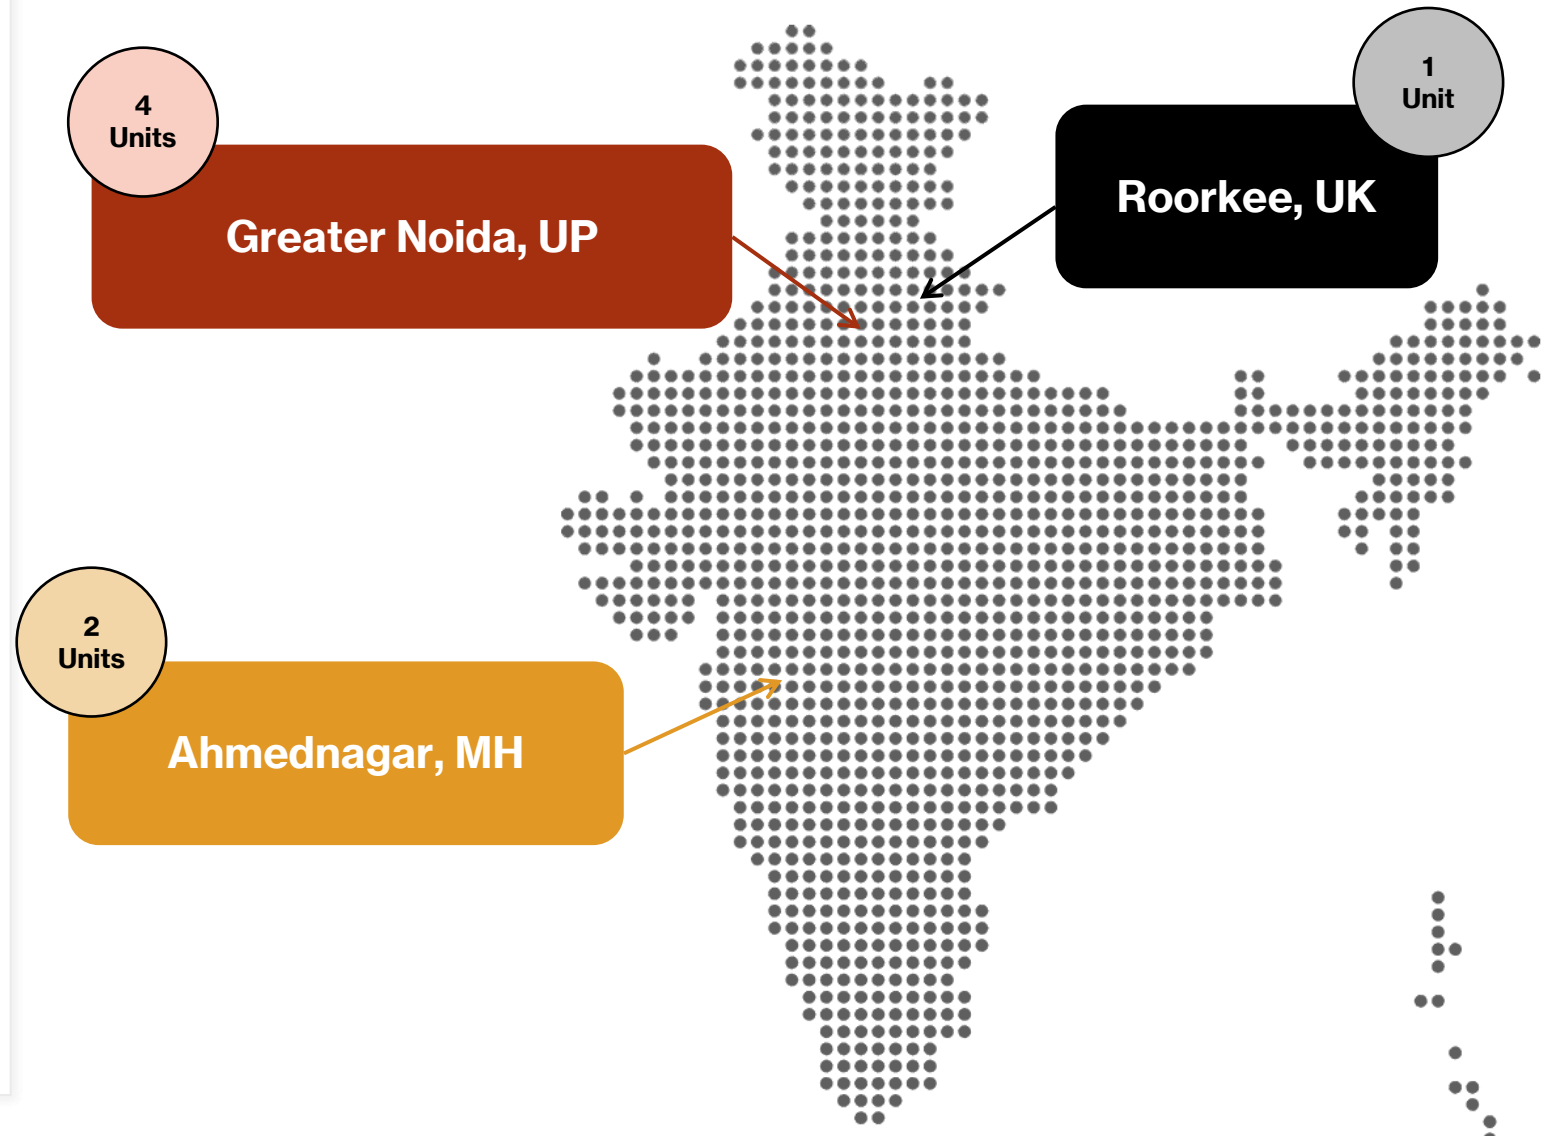 4
Units
Greater Noida, UP
1
Unit
Roorkee, UK
2
Units
Ahmednagar, MH